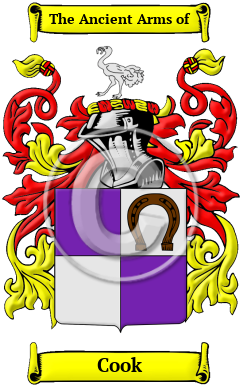 The Ancient Arms of
Cook